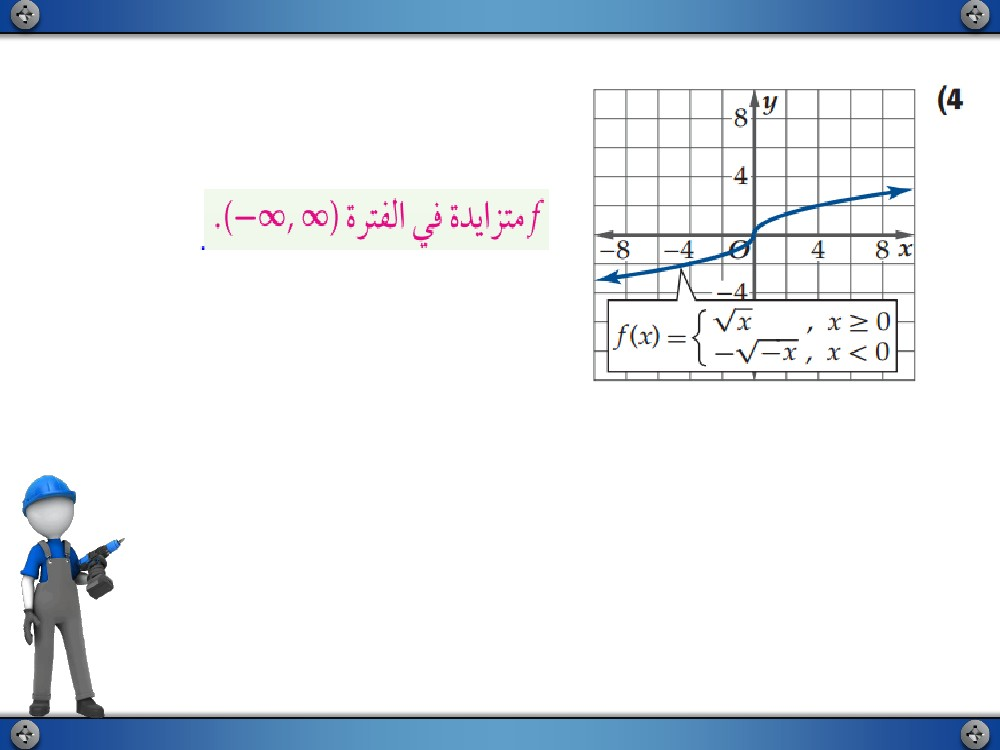 (4
y
8
4
−8 −4 O 4 8 x
−4
f(x) = { √x , x ≥ 0
−√−x , x < 0
f متزايدة في الفترة (−∞, ∞).